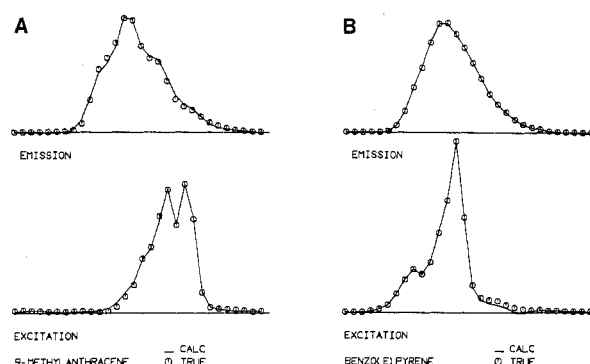 A
EMISSION
EXCITATION
9-METHYL ANTHRACENE
— CALC
⊙ TRUE
B
EMISSION
EXCITATION
BENZO(E)PYRENE
— CALC
⊙ TRUE